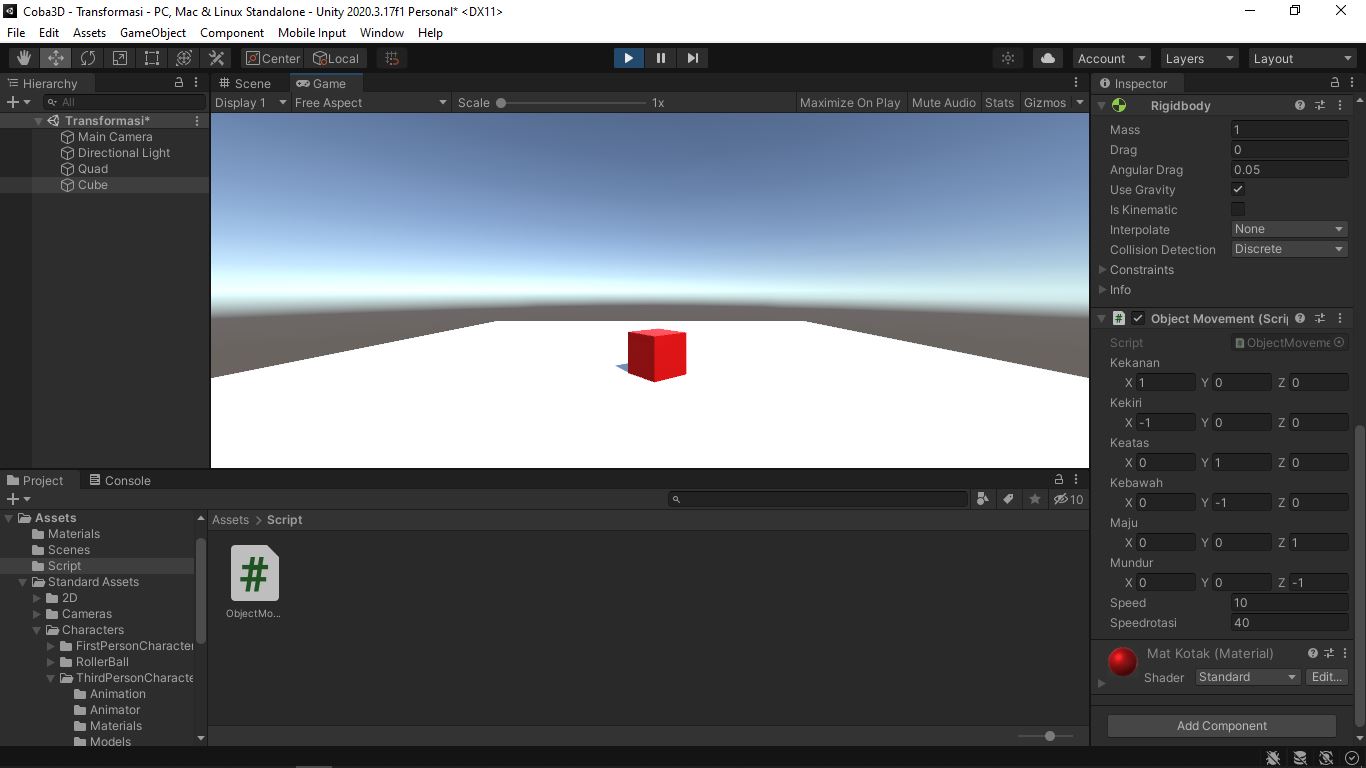 Coba3D - Transformasi - PC, Mac & Linux Standalone - Unity 2020.3.17f1 Personal* <DX11>
File Edit Assets GameObject Component Mobile Input Window Help
Center Local Account Layers Layout
Hierarchy
All
Transformasi*
Main Camera
Directional Light
Quad
Cube
Scene Game
Display 1 Free Aspect Scale 1x Maximize On Play Mute Audio Stats Gizmos
Inspector
Rigidbody
Mass 1
Drag 0
Angular Drag 0.05
Use Gravity
Is Kinematic
Interpolate None
Collision Detection Discrete
Constraints
Info
# Object Movement (Scri
Script ObjectMoveme
Kekanan
X 1 Y 0 Z 0
Kekiri
X -1 Y 0 Z 0
Keatas
X 0 Y 1 Z 0
Kebawah
X 0 Y -1 Z 0
Maju
X 0 Y 0 Z 1
Mundur
X 0 Y 0 Z -1
Speed 10
Speedrotasi 40
Mat Kotak (Material)
Shader Standard Edit...
Add Component
Project Console
10
Assets
Materials
Scenes
Script
Standard Assets
2D
Cameras
Characters
FirstPersonCharacter
RollerBall
ThirdPersonCharacte
Animation
Animator
Materials
Models
Assets > Script
#
ObjectMo...